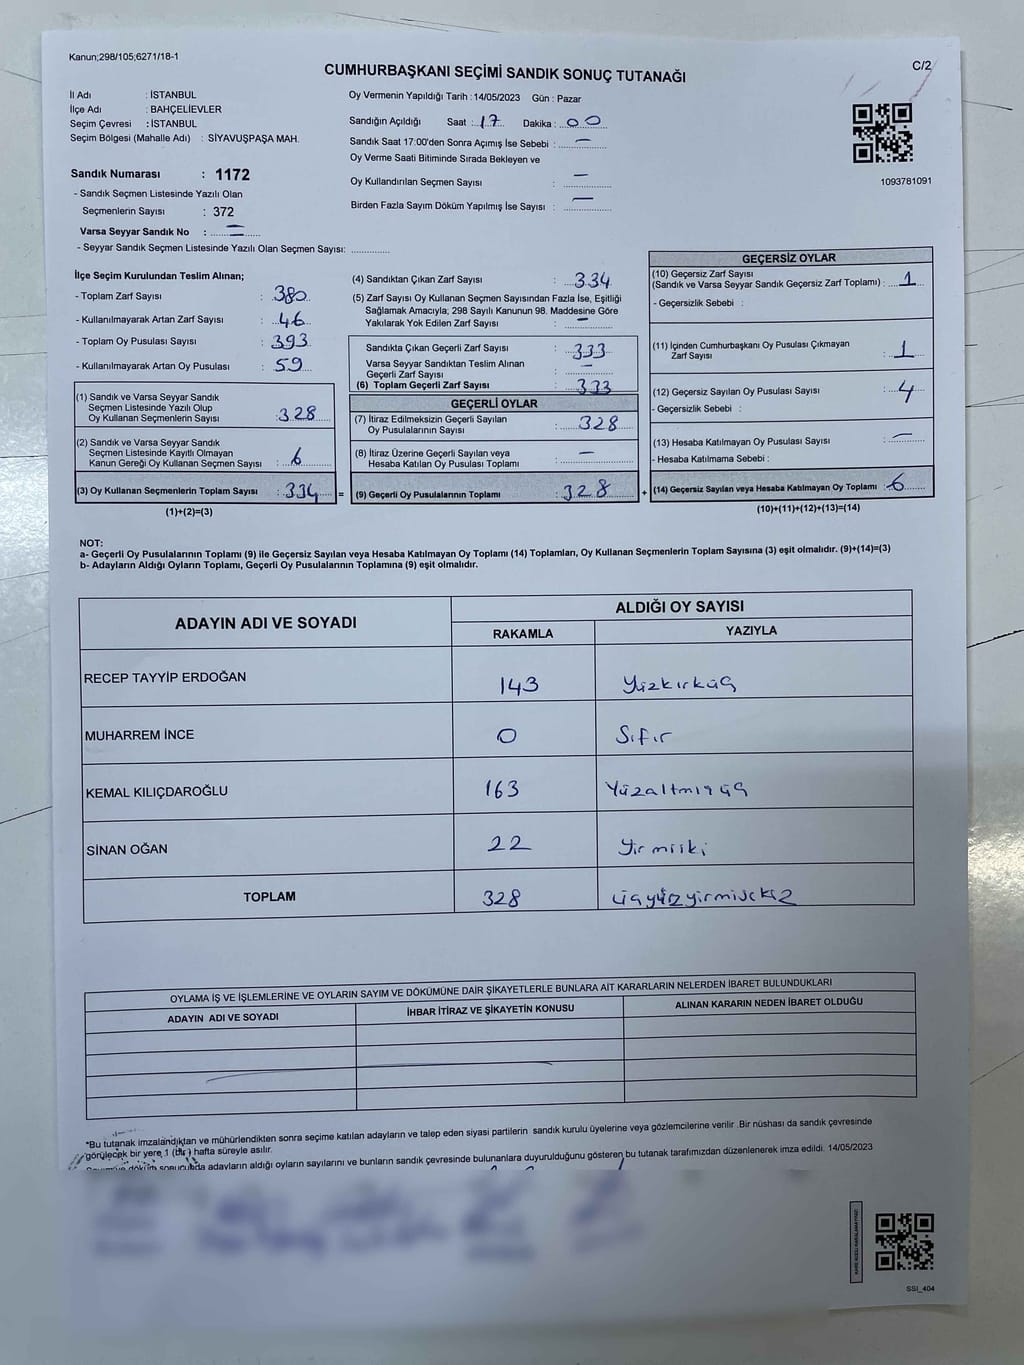 Kanun;298/105;6271/18-1
C/2
CUMHURBAŞKANI SEÇİMİ SANDIK SONUÇ TUTANAĞI
İl Adı : İSTANBUL
İlçe Adı : BAHÇELİEVLER
Seçim Çevresi : İSTANBUL
Seçim Bölgesi (Mahalle Adı) : SİYAVUŞPAŞA MAH.
Sandık Numarası : 1172
- Sandık Seçmen Listesinde Yazılı Olan
Seçmenlerin Sayısı : 372
Varsa Seyyar Sandık No : —
- Seyyar Sandık Seçmen Listesinde Yazılı Olan Seçmen Sayısı: ............
Oy Vermenin Yapıldığı Tarih : 14/05/2023 Gün : Pazar
Sandığın Açıldığı Saat : 17 Dakika : 00
Sandık Saat 17:00'den Sonra Açımış İse Sebebi : —
Oy Verme Saati Bitiminde Sırada Bekleyen ve
Oy Kullandırılan Seçmen Sayısı : —
Birden Fazla Sayım Döküm Yapılmış İse Sayısı : —
1093781091
İlçe Seçim Kurulundan Teslim Alınan;
- Toplam Zarf Sayısı : 380
- Kullanılmayarak Artan Zarf Sayısı : 46
- Toplam Oy Pusulası Sayısı : 393
- Kullanılmayarak Artan Oy Pusulası : 59
(1) Sandık ve Varsa Seyyar Sandık
Seçmen Listesinde Yazılı Olup
Oy Kullanan Seçmenlerin Sayısı : 328
(2) Sandık ve Varsa Seyyar Sandık
Seçmen Listesinde Kayıtlı Olmayan
Kanun Gereği Oy Kullanan Seçmen Sayısı : 6
(3) Oy Kullanan Seçmenlerin Toplam Sayısı : 334 =
(1)+(2)=(3)
(4) Sandıktan Çıkan Zarf Sayısı : 334
(5) Zarf Sayısı Oy Kullanan Seçmen Sayısından Fazla İse, Eşitliği
Sağlamak Amacıyla; 298 Sayılı Kanunun 98. Maddesine Göre
Yakılarak Yok Edilen Zarf Sayısı : —
Sandıkta Çıkan Geçerli Zarf Sayısı : 333
Varsa Seyyar Sandıktan Teslim Alınan
Geçerli Zarf Sayısı : —
(6) Toplam Geçerli Zarf Sayısı : 333
GEÇERLİ OYLAR
(7) İtiraz Edilmeksizin Geçerli Sayılan
Oy Pusulalarının Sayısı : 328
(8) İtiraz Üzerine Geçerli Sayılan veya
Hesaba Katılan Oy Pusulası Toplamı : —
(9) Geçerli Oy Pusulalarının Toplamı : 328 +
GEÇERSİZ OYLAR
(10) Geçersiz Zarf Sayısı
(Sandık ve Varsa Seyyar Sandık Geçersiz Zarf Toplamı) : 1
- Geçersizlik Sebebi :
(11) İçinden Cumhurbaşkanı Oy Pusulası Çıkmayan
Zarf Sayısı : 1
(12) Geçersiz Sayılan Oy Pusulası Sayısı : 4
- Geçersizlik Sebebi :
(13) Hesaba Katılmayan Oy Pusulası Sayısı : —
- Hesaba Katılmama Sebebi :
(14) Geçersiz Sayılan veya Hesaba Katılmayan Oy Toplamı : 6
(10)+(11)+(12)+(13)=(14)
NOT:
a- Geçerli Oy Pusulalarının Toplamı (9) ile Geçersiz Sayılan veya Hesaba Katılmayan Oy Toplamı (14) Toplamları, Oy Kullanan Seçmenlerin Toplam Sayısına (3) eşit olmalıdır. (9)+(14)=(3)
b- Adayların Aldığı Oyların Toplamı, Geçerli Oy Pusulalarının Toplamına (9) eşit olmalıdır.
ADAYIN ADI VE SOYADI
ALDIĞI OY SAYISI
RAKAMLA YAZIYLA
RECEP TAYYİP ERDOĞAN 143 Yüzkırküç
MUHARREM İNCE 0 Sıfır
KEMAL KILIÇDAROĞLU 163 Yüzaltmışüç
SİNAN OĞAN 22 Yirmiiki
TOPLAM 328
OYLAMA İŞ VE İŞLEMLERİNE VE OYLARIN SAYIM VE DÖKÜMÜNE DAİR ŞİKAYETLERLE BUNLARA AİT KARARLARIN NELERDEN İBARET BULUNDUKLARI
ADAYIN ADI VE SOYADI
İHBAR İTİRAZ VE ŞİKAYETİN KONUSU
ALINAN KARARIN NEDEN İBARET OLDUĞU
*Bu tutanak imzalandıktan ve mühürlendikten sonra seçime katılan adayların ve talep eden siyasi partilerin sandık kurulu üyelerine veya gözlemcilerine verilir .Bir nüshası da sandık çevresinde
görülecek bir yere 1 (bir) hafta süreyle asılır.
döküm sonucunda adayların aldığı oyların sayılarını ve bunların sandık çevresinde bulunanlara duyurulduğunu gösteren bu tutanak tarafımızdan düzenlenerek imza edildi. 14/05/2023
SSI_404